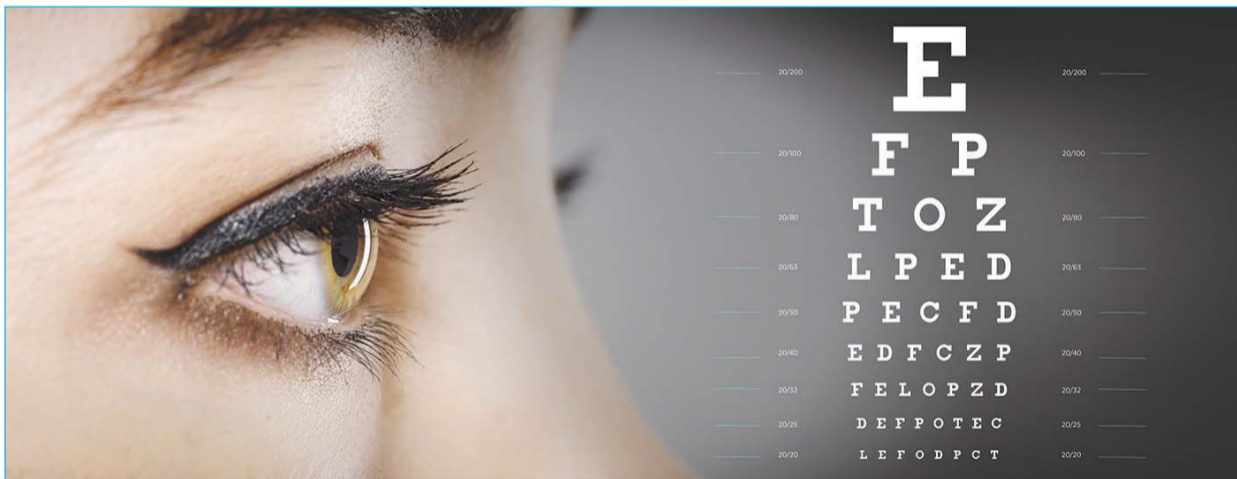 20/200 E 20/200
20/100 F P 20/100
20/80 T O Z 20/80
20/63 L P E D 20/63
20/50 P E C F D 20/50
20/40 E D F C Z P 20/40
20/32 F E L O P Z D 20/32
20/25 D E F P O T E C 20/25
20/20 L E F O D P C T 20/20